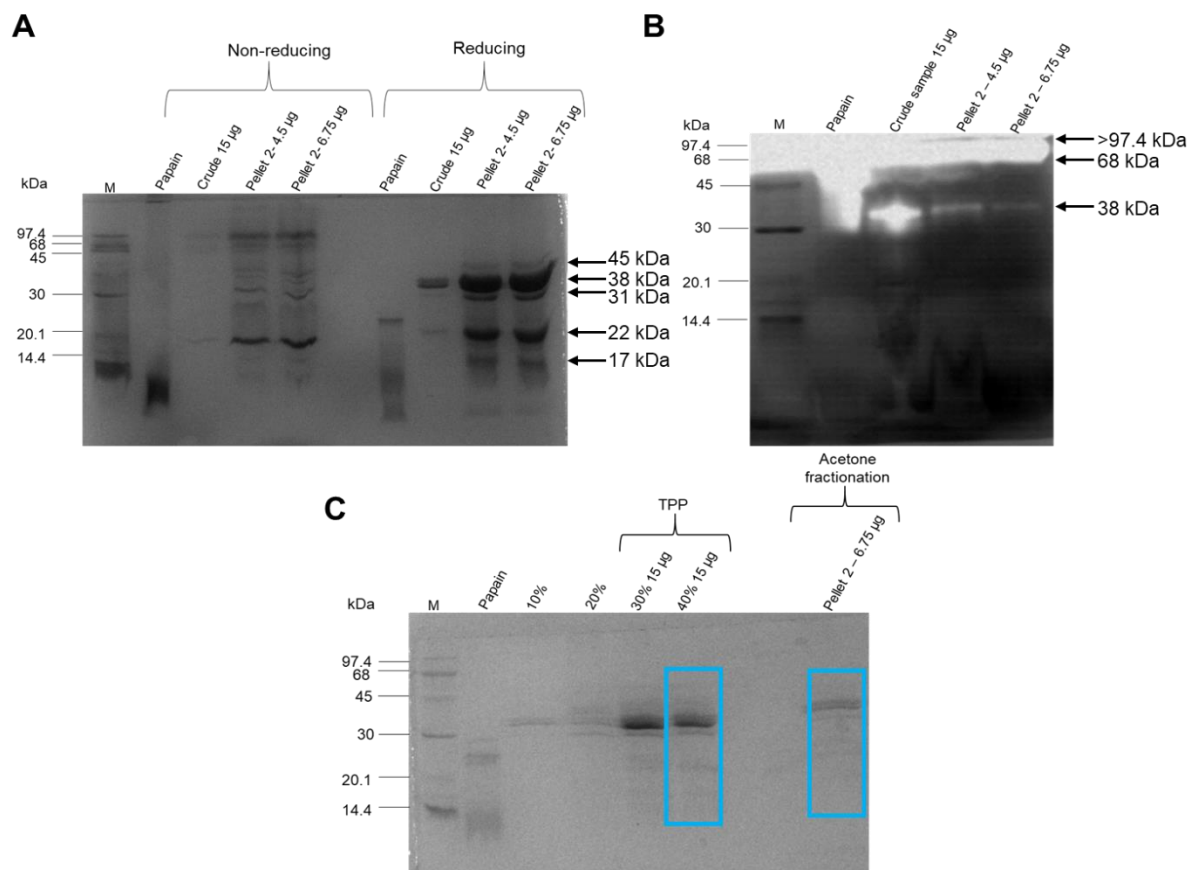 A
Non-reducing
Reducing
kDa
M
Papain
Crude 15 µg
Pellet 2- 4.5 µg
Pellet 2- 6.75 µg
Papain
Crude 15 µg
Pellet 2- 4.5 µg
Pellet 2- 6.75 µg
97.4
68
45
30
20.1
14.4
45 kDa
38 kDa
31 kDa
22 kDa
17 kDa
B
kDa
M
Papain
Crude sample 15 µg
Pellet 2 – 4.5 µg
Pellet 2 – 6.75 µg
97.4
68
45
30
20.1
14.4
>97.4 kDa
68 kDa
38 kDa
C
TPP
Acetone
fractionation
kDa
M
Papain
10%
20%
30% 15 µg
40% 15 µg
Pellet 2 – 6.75 µg
97.4
68
45
30
20.1
14.4